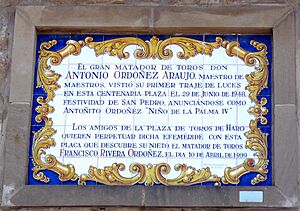 EL GRAN MATADOR DE TOROS DON
ANTONIO ORDOÑEZ ARAUJO, MAESTRO DE
MAESTROS, VISTIÓ SU PRIMER TRAJE DE LUCES
EN ESTA CENTENARIA PLAZA EL 29 DE JUNIO DE 1948,
FESTIVIDAD DE SAN PEDRO, ANUNCIÁNDOSE COMO
ANTOÑITO ORDOÑEZ "NIÑO DE LA PALMA IV"
LOS AMIGOS DE LA PLAZA DE TOROS DE HARO
QUIEREN PERPETUAR DICHA EFEMÉRIDE CON ESTA
PLACA QUE DESCUBRE SU NIETO, EL MATADOR DE TOROS
FRANCISCO RIVERA ORDOÑEZ, EL DIA 10 DE ABRIL DE 1999